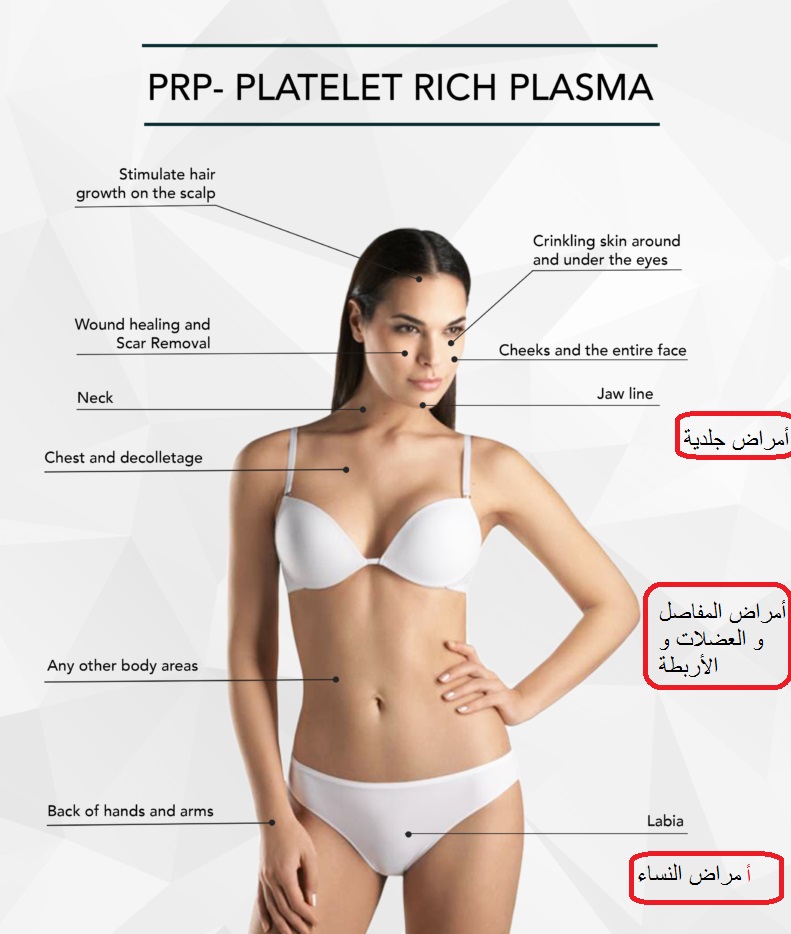 PRP- PLATELET RICH PLASMA
Stimulate hair
growth on the scalp
Crinkling skin around
and under the eyes
Wound healing and
Scar Removal
Cheeks and the entire face
Neck
Jaw line
أمراض جلدية
Chest and decolletage
أمراض المفاصل
و العضلات و
الأربطة
Any other body areas
Back of hands and arms
Labia
أ مراض النساء